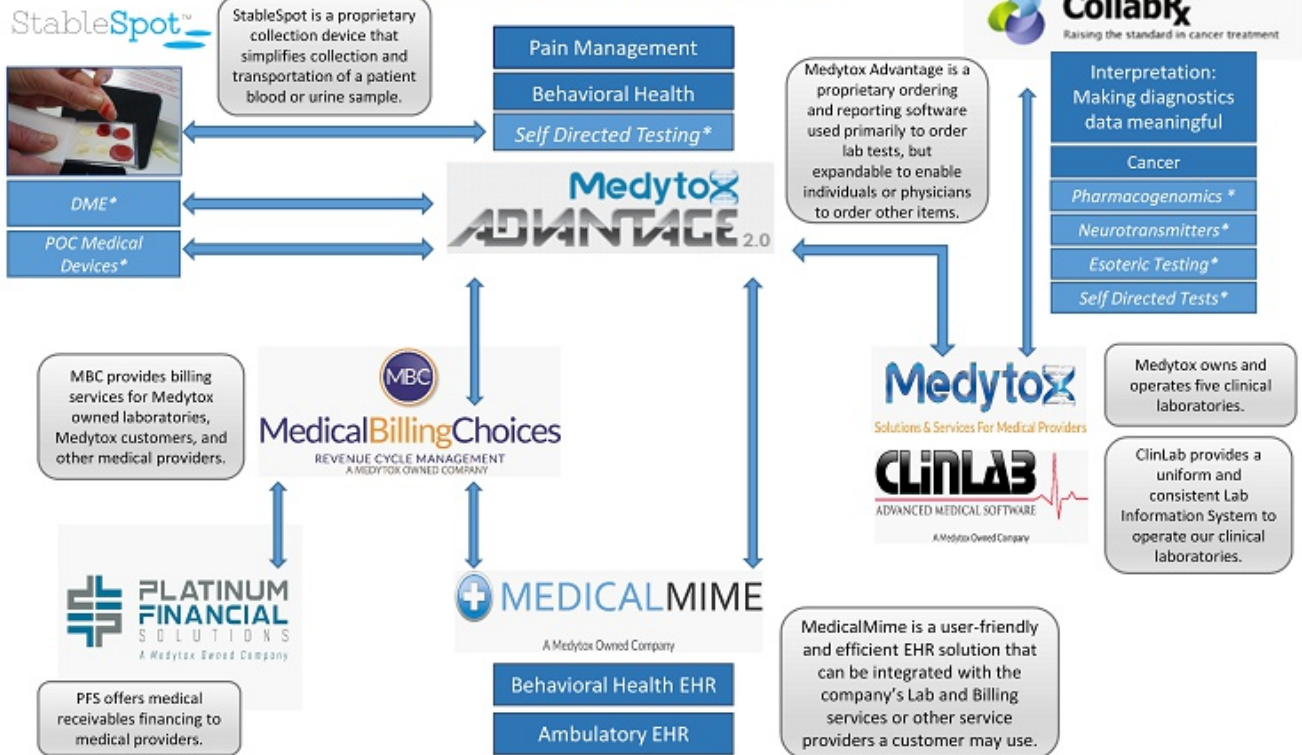 StableSpot™
StableSpot is a proprietary
collection device that
simplifies collection and
transportation of a patient
blood or urine sample.
Pain Management
Behavioral Health
Self Directed Testing*
Medytox
ADVANTAGE 2.0
Medytox Advantage is a
proprietary ordering
and reporting software
used primarily to order
lab tests, but
expandable to enable
individuals or physicians
to order other items.
CollabRx
Raising the standard in cancer treatment
Interpretation:
Making diagnostics
data meaningful
Cancer
Pharmacogenomics *
Neurotransmitters*
Esoteric Testing*
Self Directed Tests*
DME*
POC Medical
Devices*
MBC provides billing
services for Medytox
owned laboratories,
Medytox customers, and
other medical providers.
MBC
MedicalBillingChoices
REVENUE CYCLE MANAGEMENT
A MEDYTOX OWNED COMPANY
Medytox
Solutions & Services For Medical Providers
CLiNLAB
ADVANCED MEDICAL SOFTWARE
A Medytox Owned Company
Medytox owns and
operates five clinical
laboratories.
ClinLab provides a
uniform and
consistent Lab
Information System to
operate our clinical
laboratories.
PLATINUM
FINANCIAL
SOLUTIONS
A Medytox Owned Company
PFS offers medical
receivables financing to
medical providers.
MEDICALMIME
A Medytox Owned Company
Behavioral Health EHR
Ambulatory EHR
MedicalMime is a user-friendly
and efficient EHR solution that
can be integrated with the
company's Lab and Billing
services or other service
providers a customer may use.